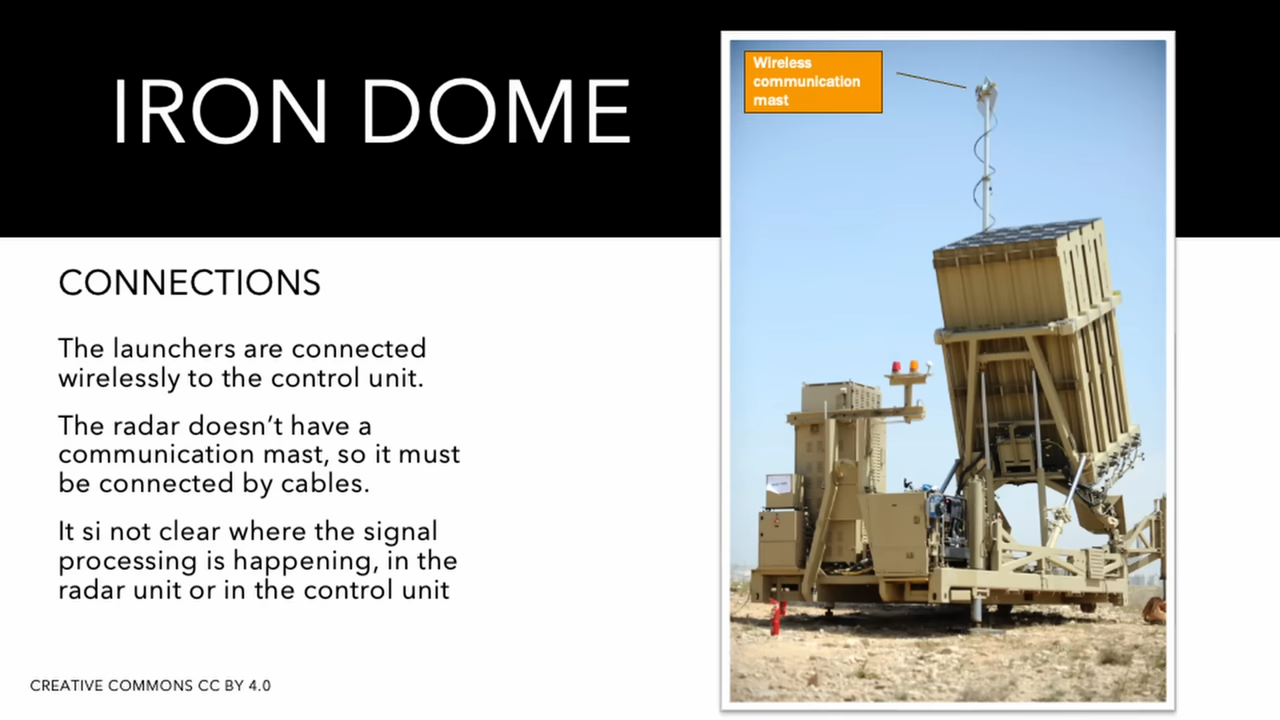 IRON DOME
Wireless
communication
mast
CONNECTIONS
The launchers are connected
wirelessly to the control unit.
The radar doesn’t have a
communication mast, so it must
be connected by cables.
It si not clear where the signal
processing is happening, in the
radar unit or in the control unit
CREATIVE COMMONS CC BY 4.0